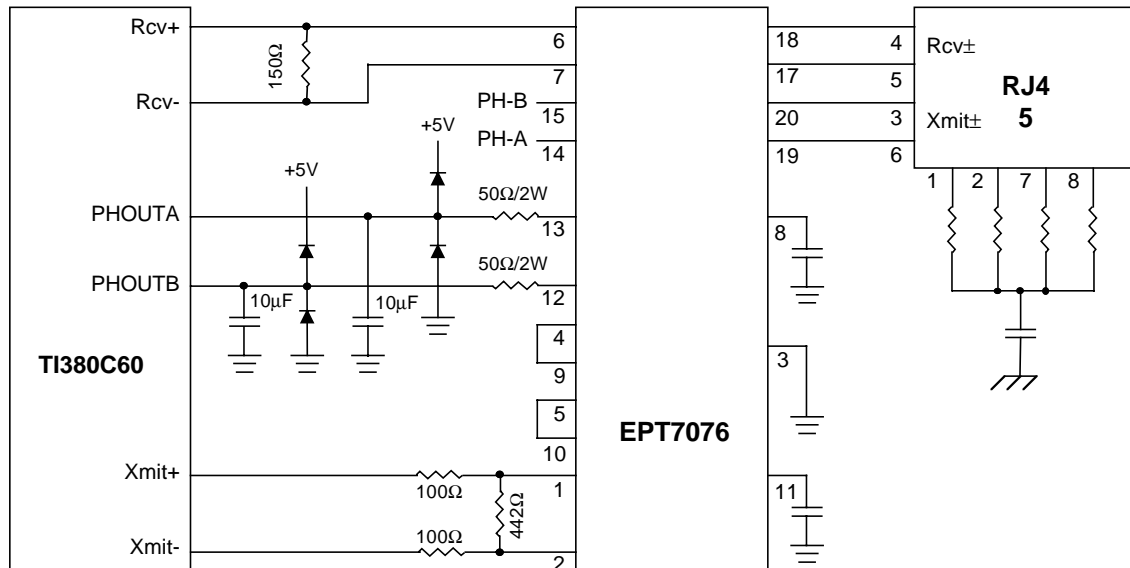 Rcv+
6
18
4
Rcv±
150Ω
7
17
5
RJ4
5
Rcv-
PH-B
15
20
3
Xmit±
+5V
PH-A
14
19
6
+5V
1
2
7
8
50Ω/2W
PHOUTA
13
8
50Ω/2W
PHOUTB
12
10µF
10µF
4
3
TI380C60
9
5
EPT7076
10
Xmit+
100Ω
1
11
442Ω
Xmit-
100Ω
2